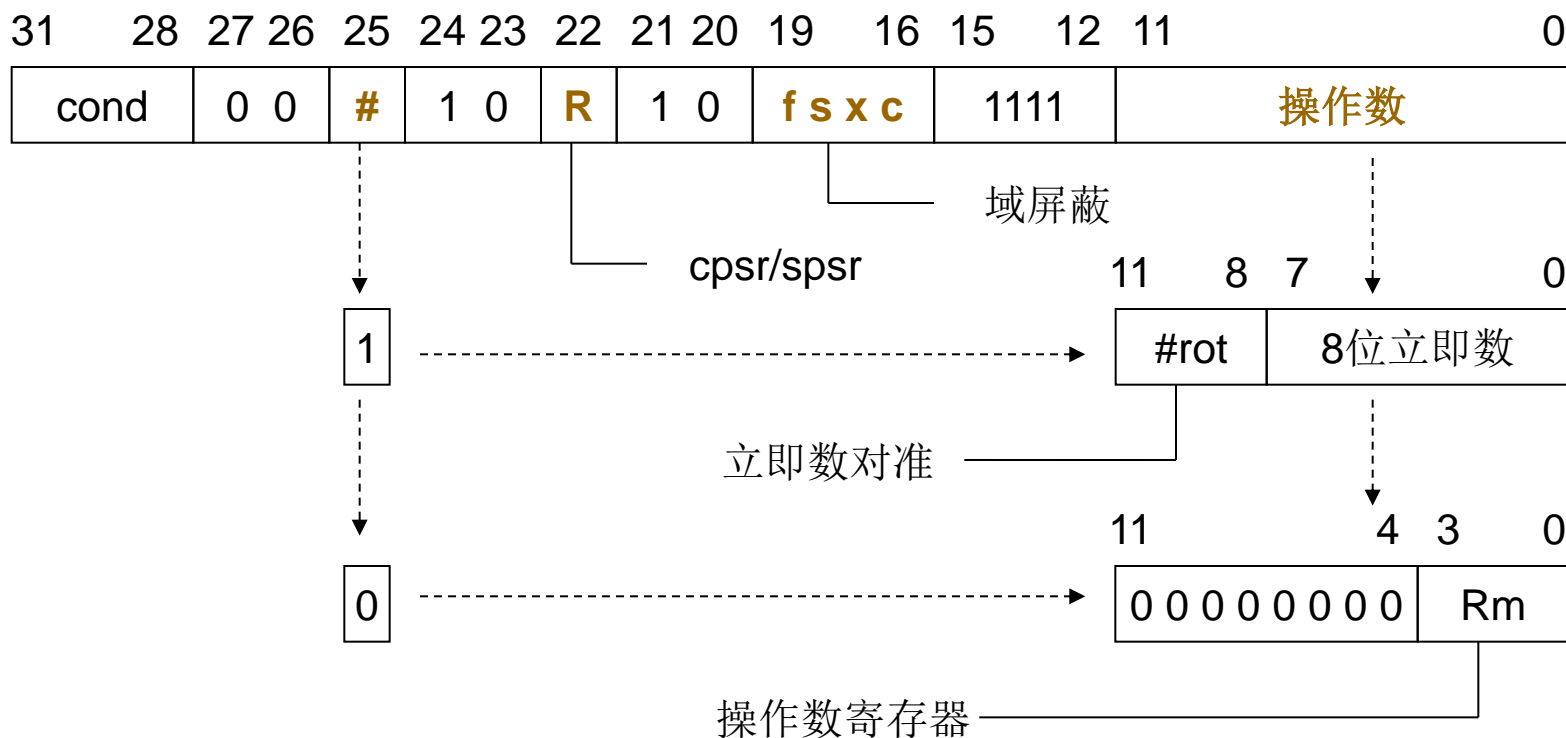 31 28 27 26 25 24 23 22 21 20 19 16 15 12 11 0
cond 0 0 # 1 0 R 1 0 f s x c 1111 操作数
域屏蔽
cpsr/spsr
11 8 7 0
1 #rot 8位立即数
立即数对准
11 4 3 0
0 0 0 0 0 0 0 0 0 Rm
操作数寄存器